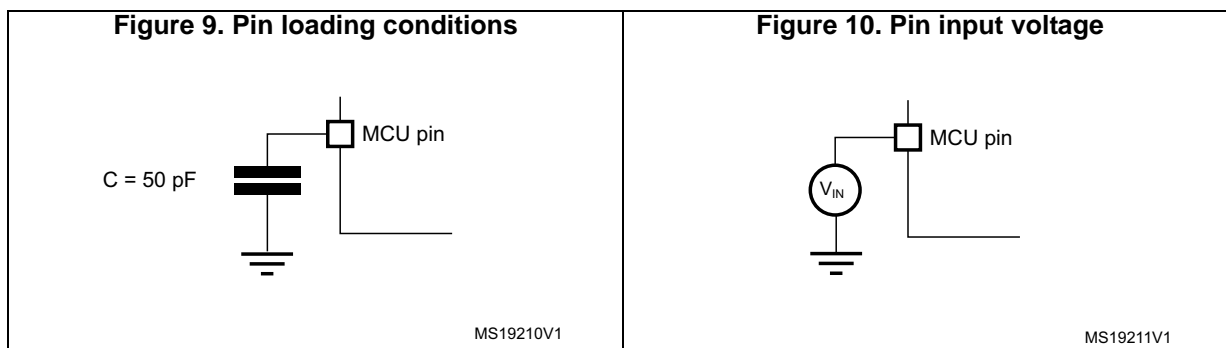 Figure 9. Pin loading conditions
MCU pin
C = 50 pF
MS19210V1
Figure 10. Pin input voltage
MCU pin
VIN
MS19211V1